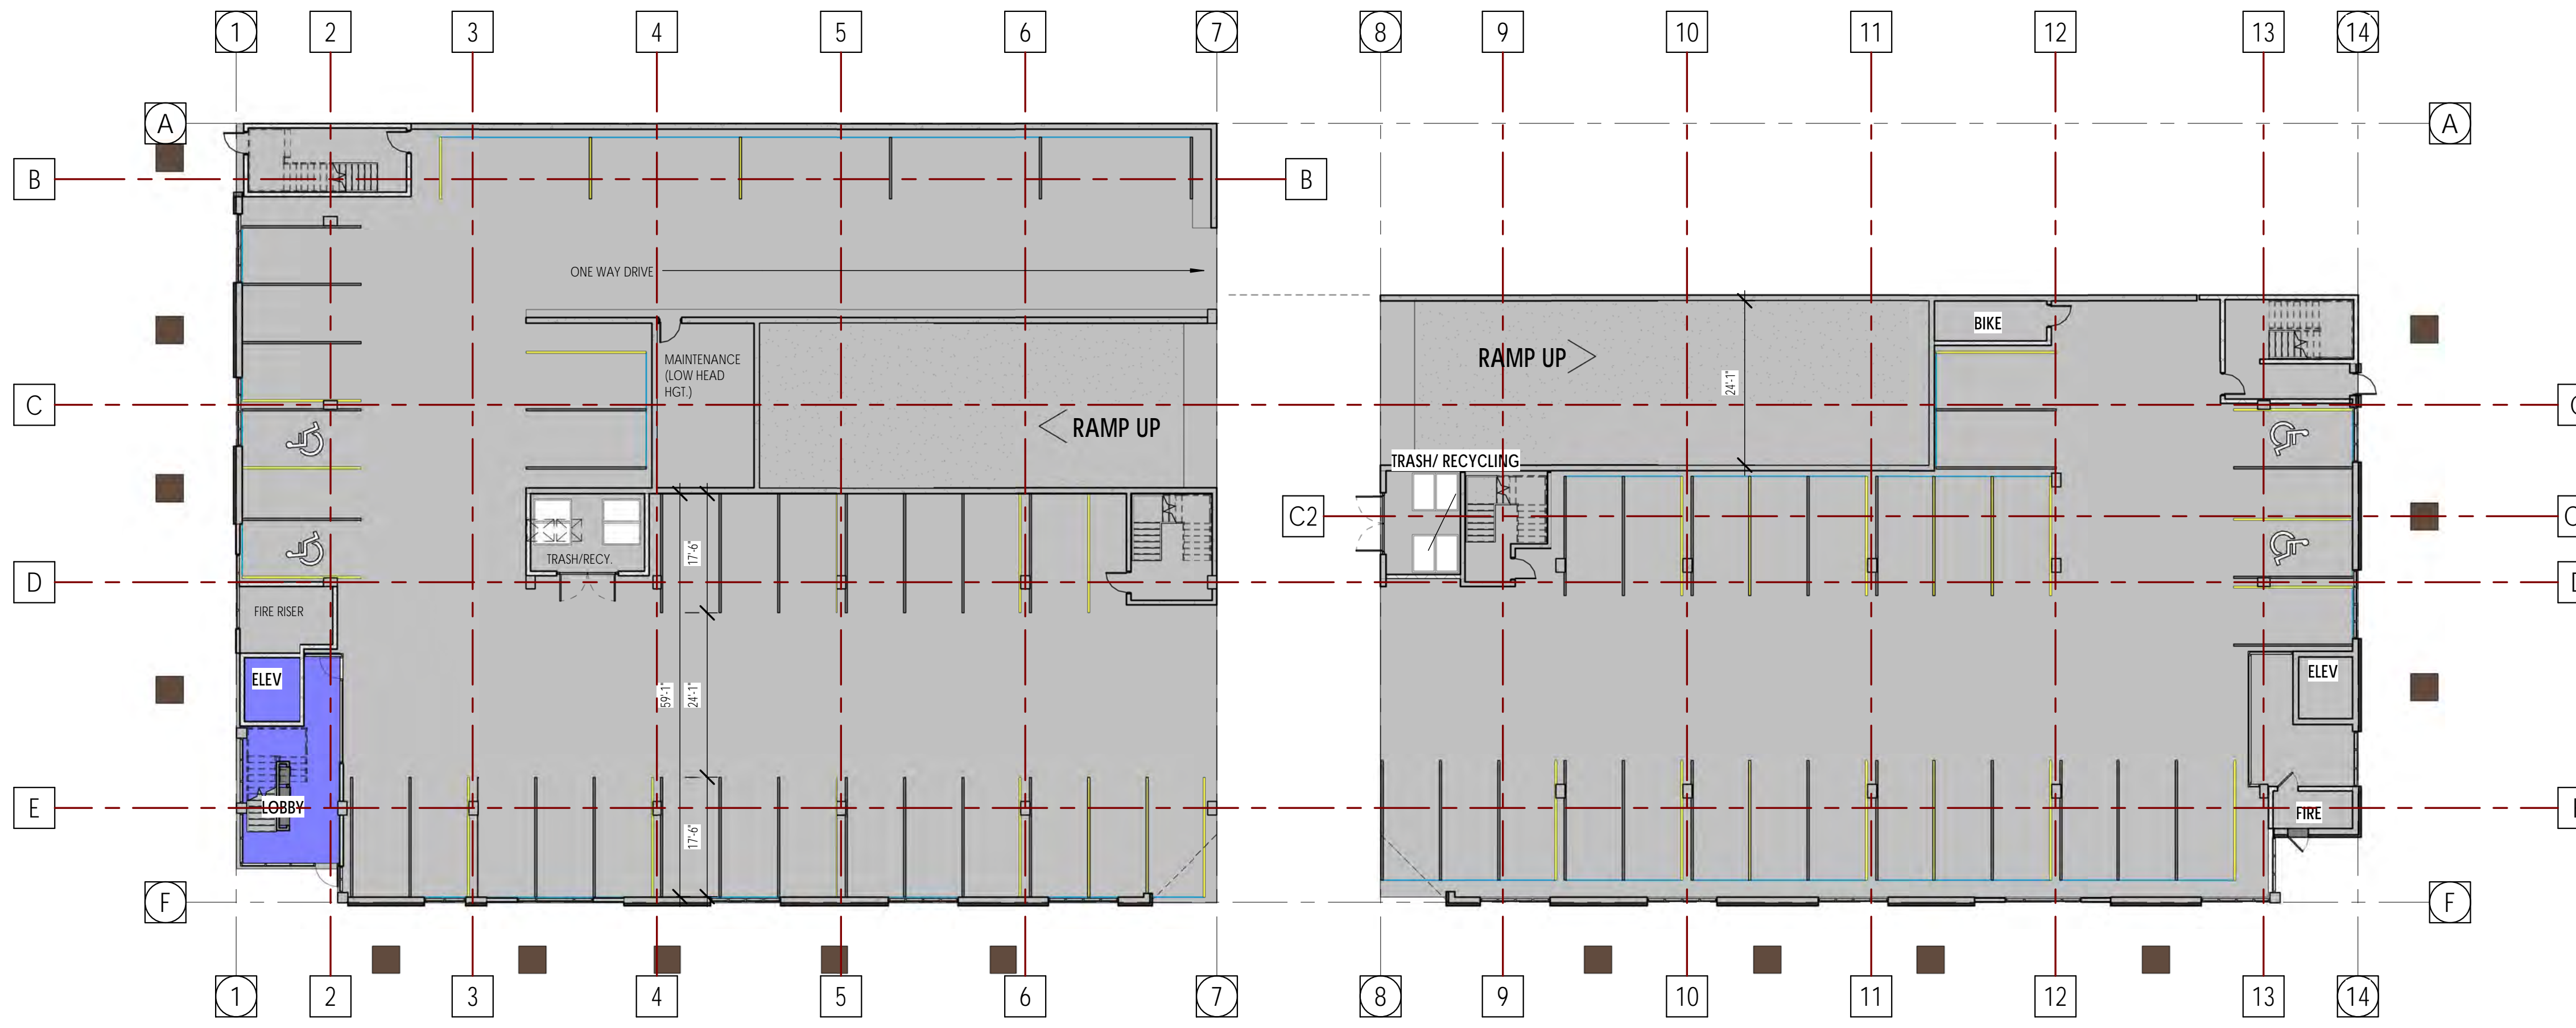 1 2 3 4 5 6 7 8 9 10 11 12 13 14
A A
B B
ONE WAY DRIVE
BIKE
MAINTENANCE
(LOW HEAD
HGT.)
RAMP UP
24'-1"
RAMP UP
C
TRASH/ RECYCLING
C2
17'-6"
TRASH/RECY.
D
FIRE RISER
ELEV
ELEV
59'-1"
24'-1"
E
LOBBY
FIRE
17'-6"
F F
1 2 3 4 5 6 7 8 9 10 11 12 13 14